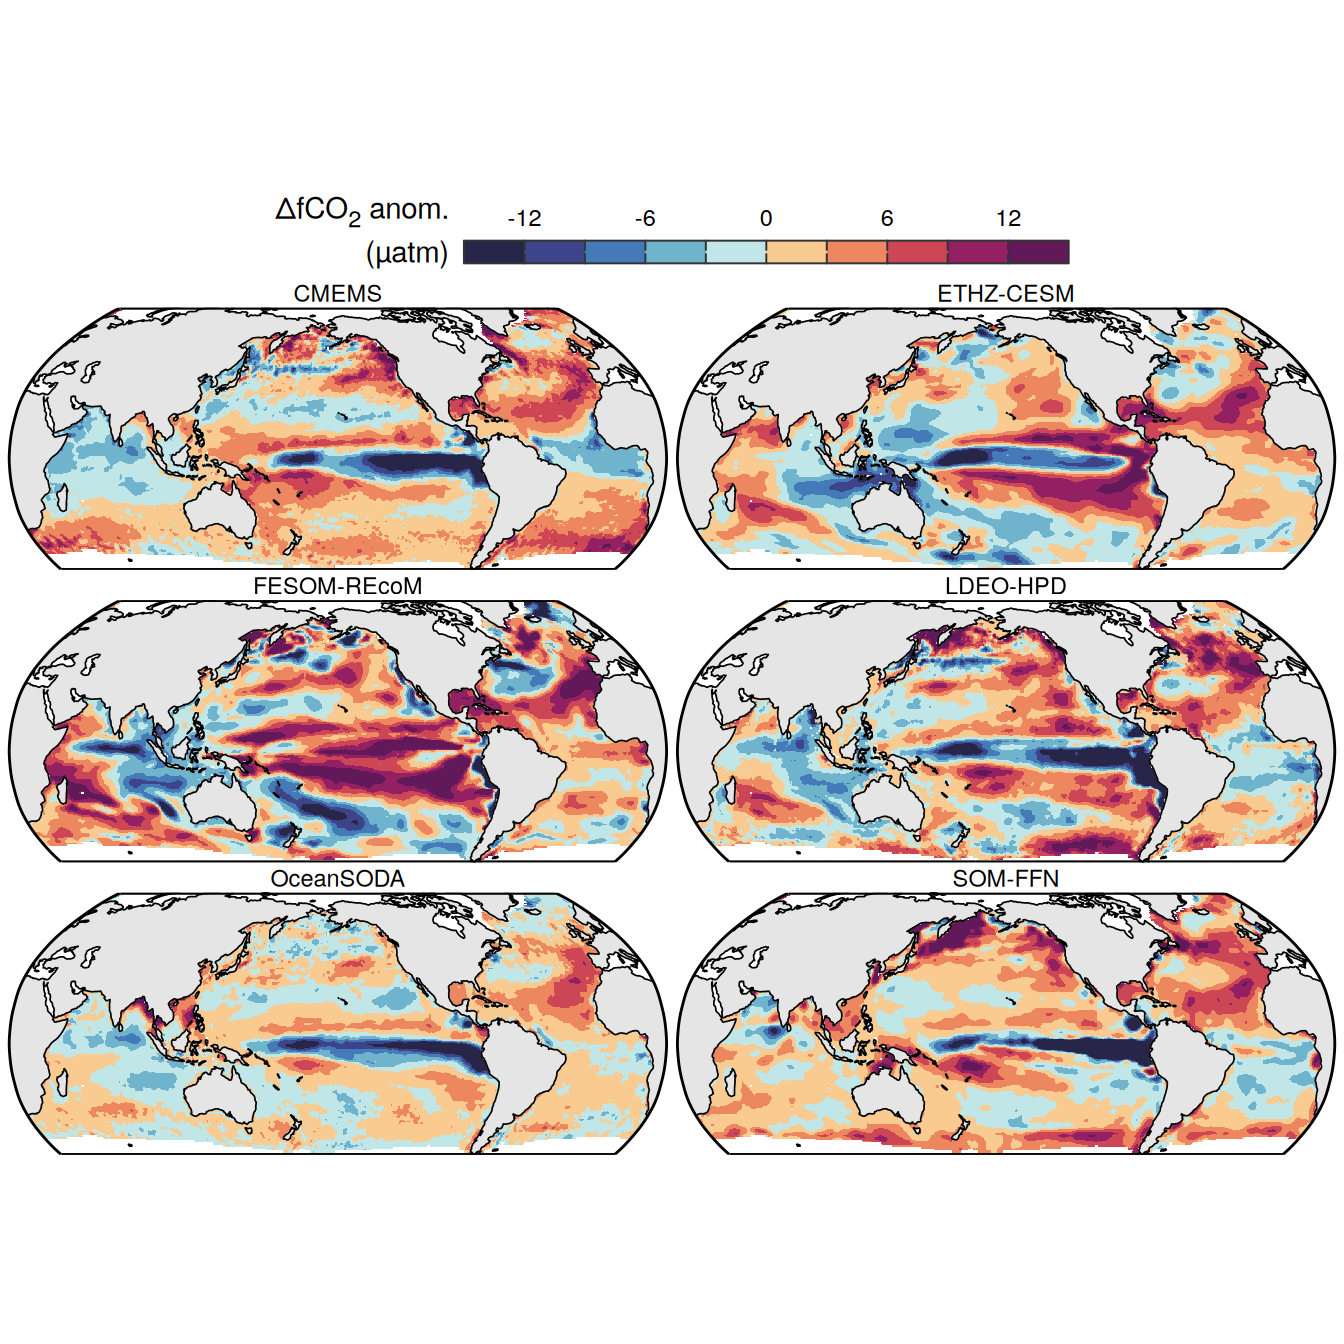 ΔfCO₂ anom.
(µatm)
-12 -6 0 6 12
CMEMS ETHZ-CESM
FESOM-REcoM LDEO-HPD
OceanSODA SOM-FFN